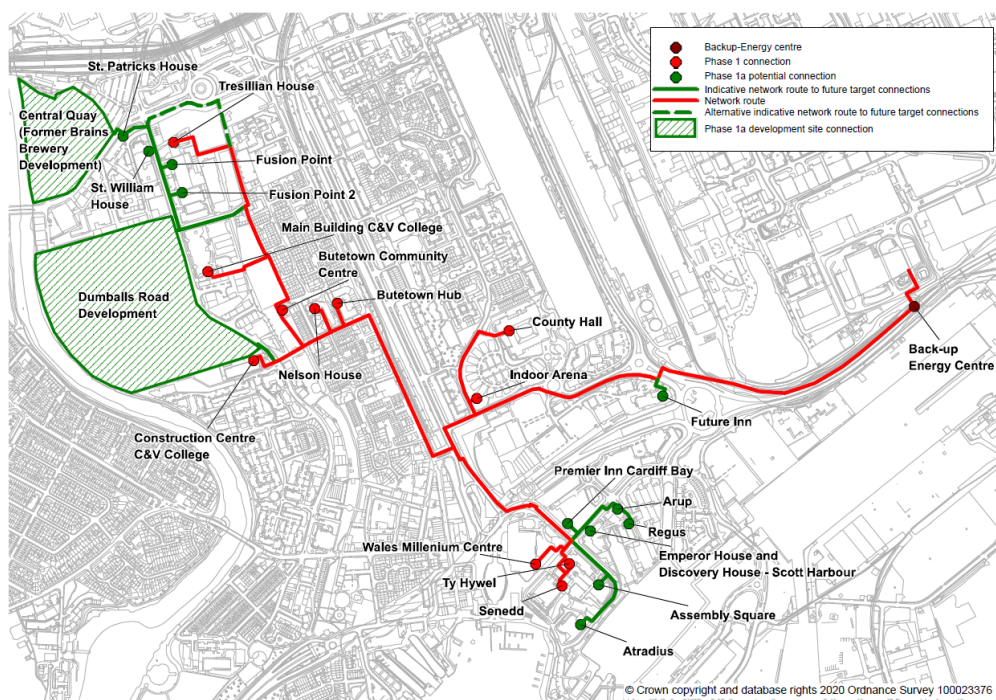 Backup-Energy centre
Phase 1 connection
Phase 1a potential connection
Indicative network route to future target connections
Network route
Alternative indicative network route to future target connections
Phase 1a development site connection
St. Patricks House
Tresillian House
Central Quay
(Former Brains
Brewery
Development)
Fusion Point
St. William
House
Fusion Point 2
Main Building C&V College
Butetown Community
Centre
Butetown Hub
Dumballs Road
Development
County Hall
Back-up
Energy Centre
Nelson House
Indoor Arena
Future Inn
Construction Centre
C&V College
Premier Inn Cardiff Bay
Arup
Regus
Wales Millenium Centre
Emperor House and
Discovery House - Scott Harbour
Ty Hywel
Senedd
Assembly Square
Atradius
© Crown copyright and database rights 2020 Ordnance Survey 100023376